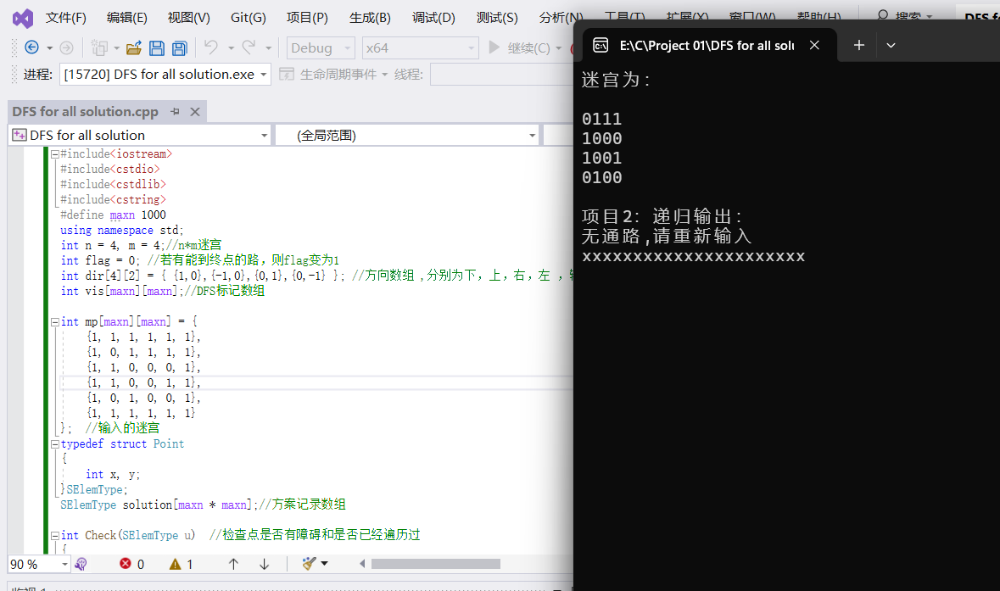 文件(F) 编辑(E) 视图(V) Git(G) 项目(P) 生成(B) 调试(D) 测试(S) 分析(N)
Debug x64 继续(C)
进程: [15720] DFS for all solution.exe 生命周期事件 线程:
DFS for all solution.cpp
DFS for all solution (全局范围)
#include<iostream>
#include<cstdio>
#include<cstdlib>
#include<cstring>
#define maxn 1000
using namespace std;
int n = 4, m = 4;//n*m迷宫
int flag = 0; //若有能到终点的路，则flag变为1
int dir[4][2] = { {1,0},{-1,0},{0,1},{0,-1} }; //方向数组 ,分别为下，上，右，左 ，
int vis[maxn][maxn];//DFS标记数组
int mp[maxn][maxn] = {
{1, 1, 1, 1, 1, 1},
{1, 0, 1, 1, 1, 1},
{1, 1, 0, 0, 0, 1},
{1, 1, 0, 0, 1, 1},
{1, 0, 1, 0, 0, 1},
{1, 1, 1, 1, 1, 1}
}; //输入的迷宫
typedef struct Point
{
int x, y;
}SElemType;
SElemType solution[maxn * maxn];//方案记录数组
int Check(SElemType u) //检查点是否有障碍和是否已经遍历过
{
90 % 0 1
E:\C\Project 01\DFS for all solu
迷宫为：
0111
1000
1001
0100
项目2: 递归输出:
无通路,请重新输入
xxxxxxxxxxxxxxxxxxxxxx